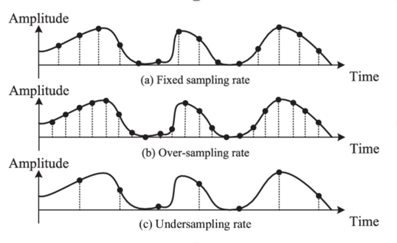 Amplitude
Time
(a) Fixed sampling rate
Amplitude
Time
(b) Over-sampling rate
Amplitude
Time
(c) Undersampling rate